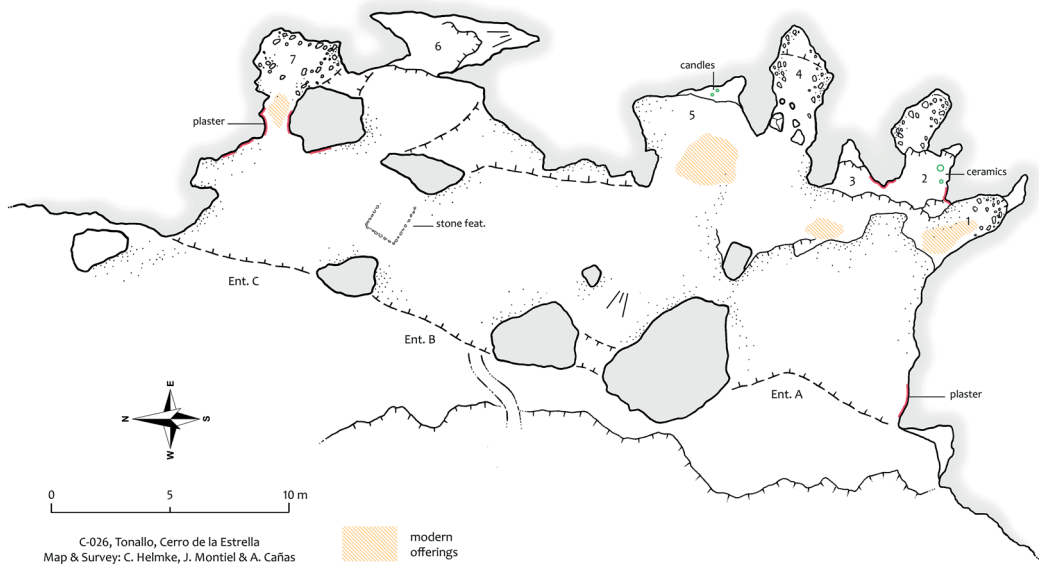 6
7
candles
4
plaster
5
3
2
ceramics
1
stone feat.
Ent. C
Ent. B
Ent. A
plaster
E
N
S
W
0
5
10 m
modern
offerings
C-026, Tonallo, Cerro de la Estrella
Map & Survey: C. Helmke, J. Montiel & A. Cañas